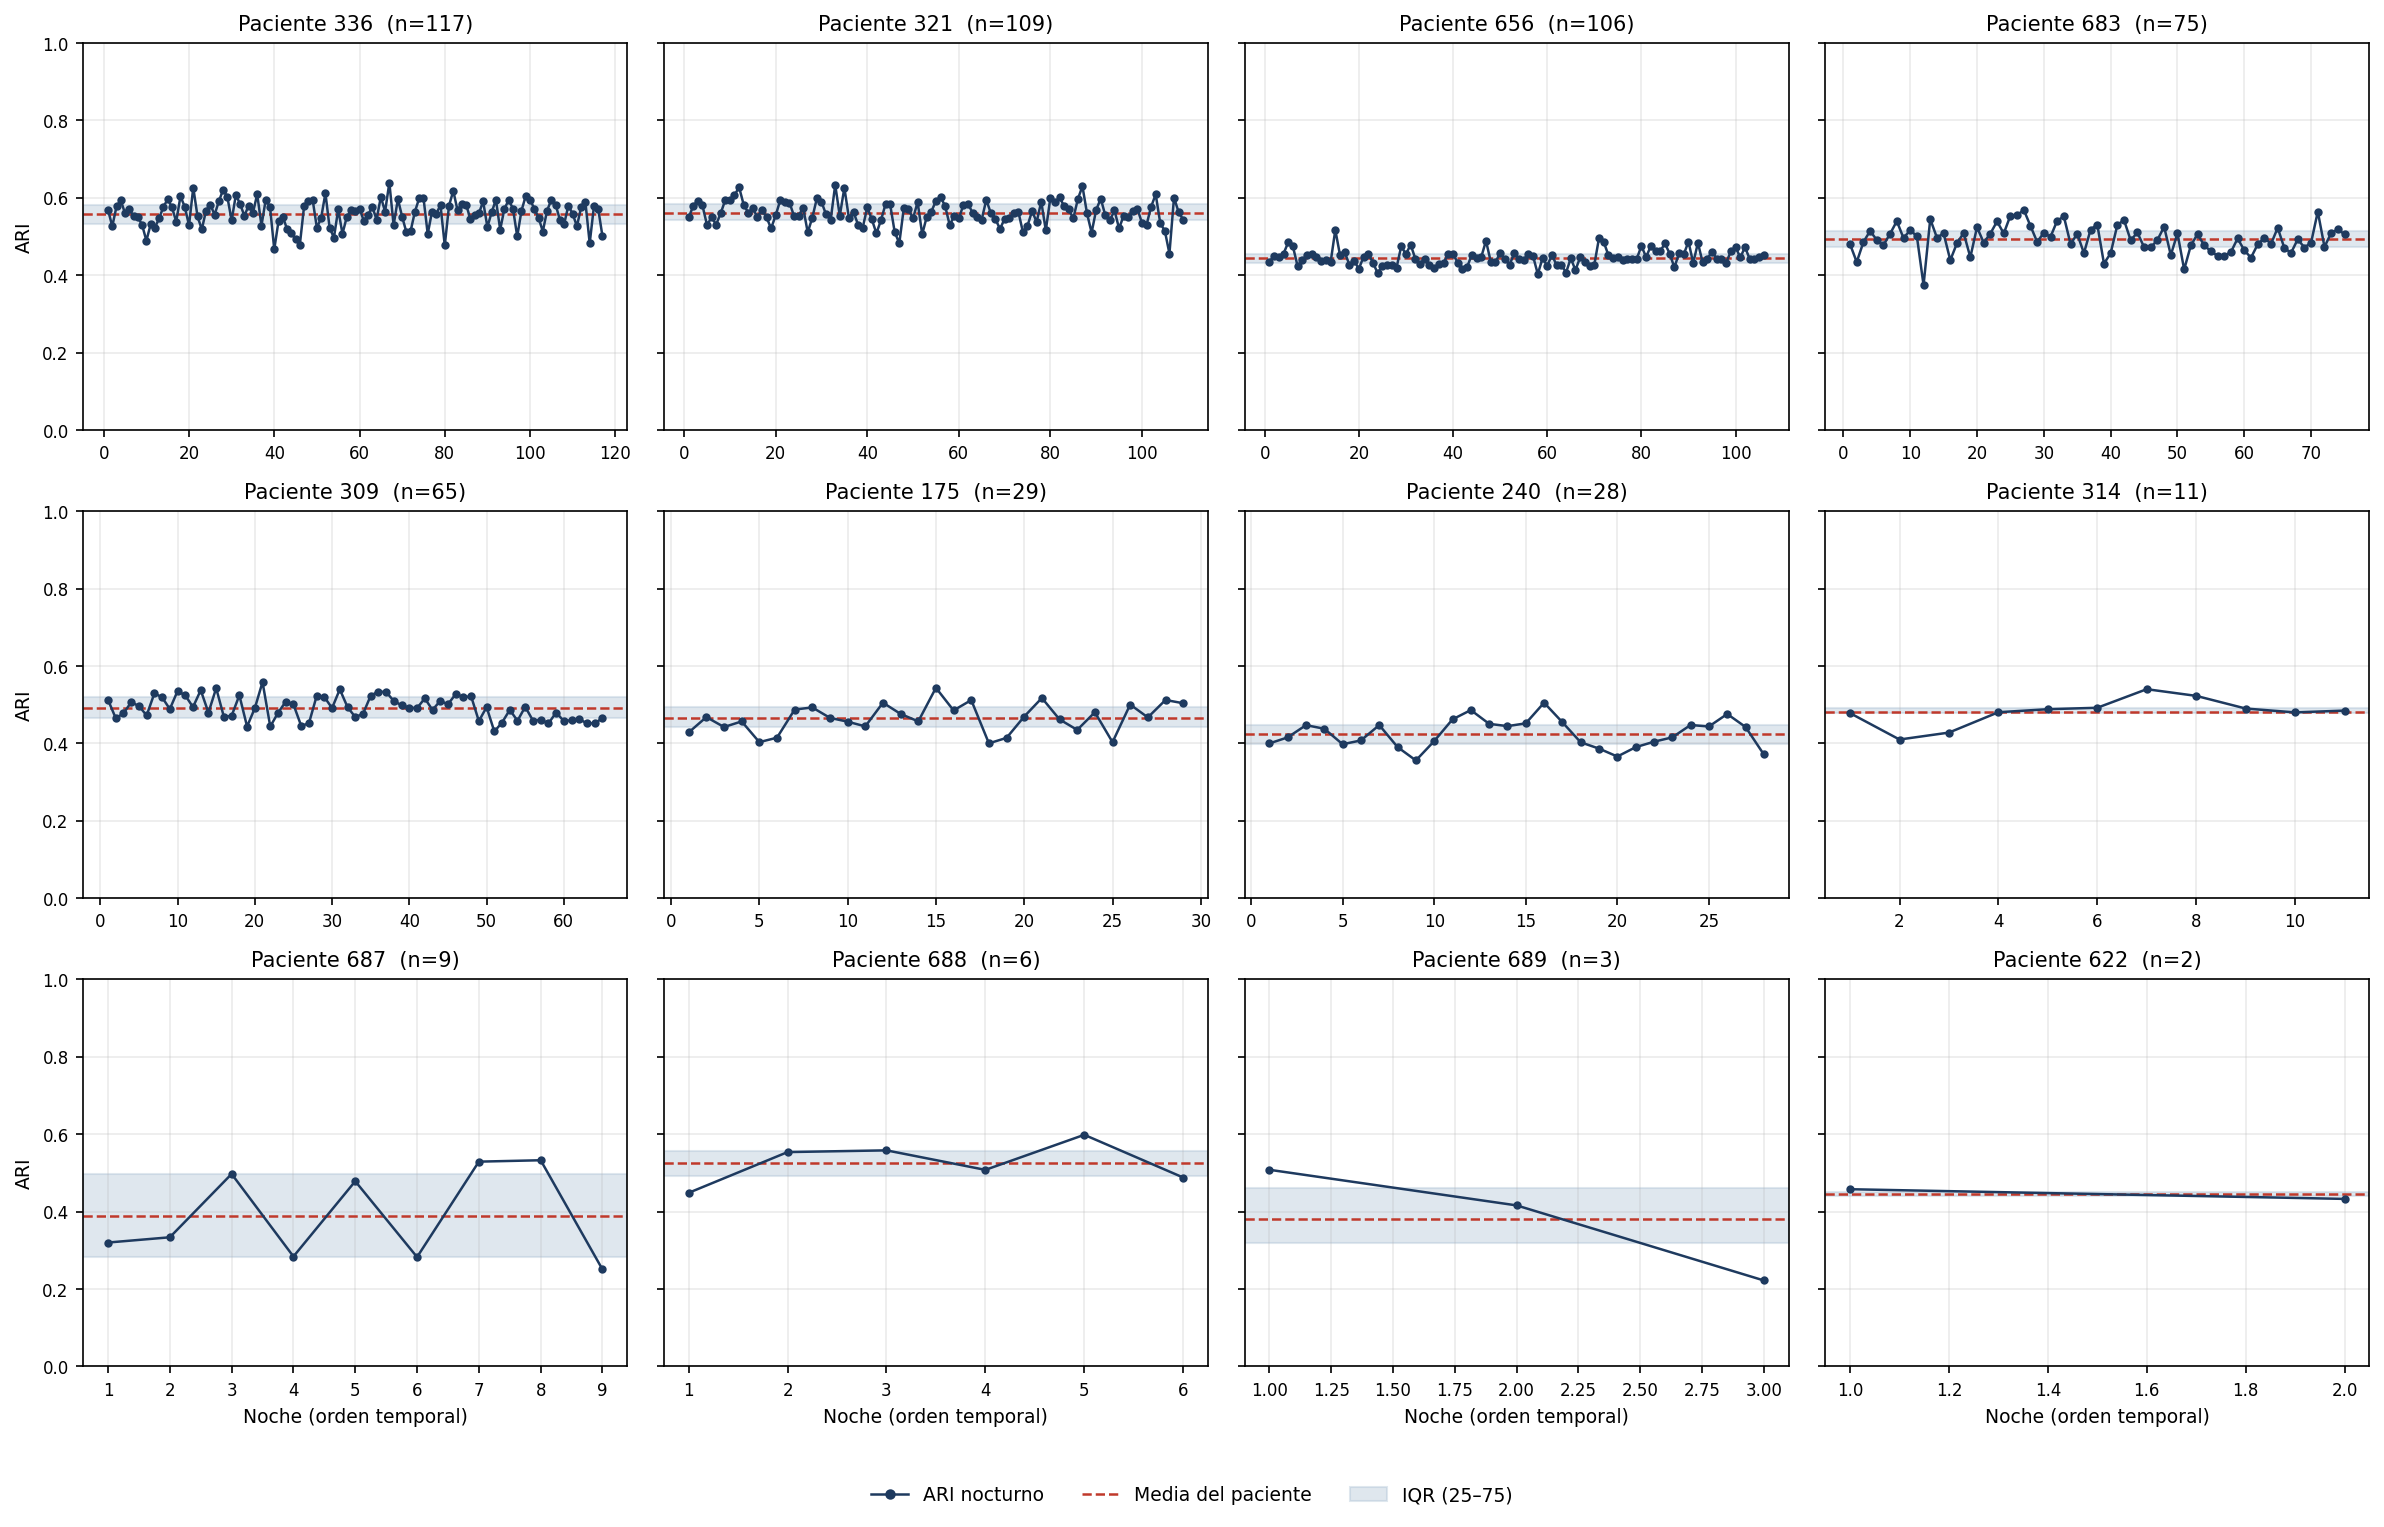 Paciente 336  (n=117)
Paciente 321  (n=109)
Paciente 656  (n=106)
Paciente 683  (n=75)
ARI
1.0
0.8
0.6
0.4
0.2
0.0
0 20 40 60 80 100 120
0 20 40 60 80 100
0 20 40 60 80 100
0 10 20 30 40 50 60 70
Paciente 309  (n=65)
Paciente 175  (n=29)
Paciente 240  (n=28)
Paciente 314  (n=11)
ARI
1.0
0.8
0.6
0.4
0.2
0.0
0 10 20 30 40 50 60
0 5 10 15 20 25 30
0 5 10 15 20 25
2 4 6 8 10
Paciente 687  (n=9)
Paciente 688  (n=6)
Paciente 689  (n=3)
Paciente 622  (n=2)
ARI
1.0
0.8
0.6
0.4
0.2
0.0
1 2 3 4 5 6 7 8 9
1 2 3 4 5 6
1.00 1.25 1.50 1.75 2.00 2.25 2.50 2.75 3.00
1.0 1.2 1.4 1.6 1.8 2.0
Noche (orden temporal)
Noche (orden temporal)
Noche (orden temporal)
Noche (orden temporal)
ARI nocturno
Media del paciente
IQR (25–75)